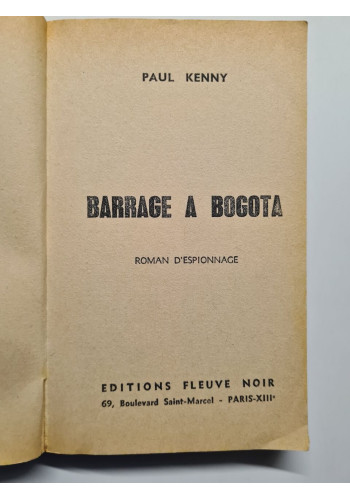 PAUL KENNY
BARRAGE A BOGOTA
ROMAN D'ESPIONNAGE
EDITIONS FLEUVE NOIR
69, Boulevard Saint-Marcel - PARIS-XIIIᵉ